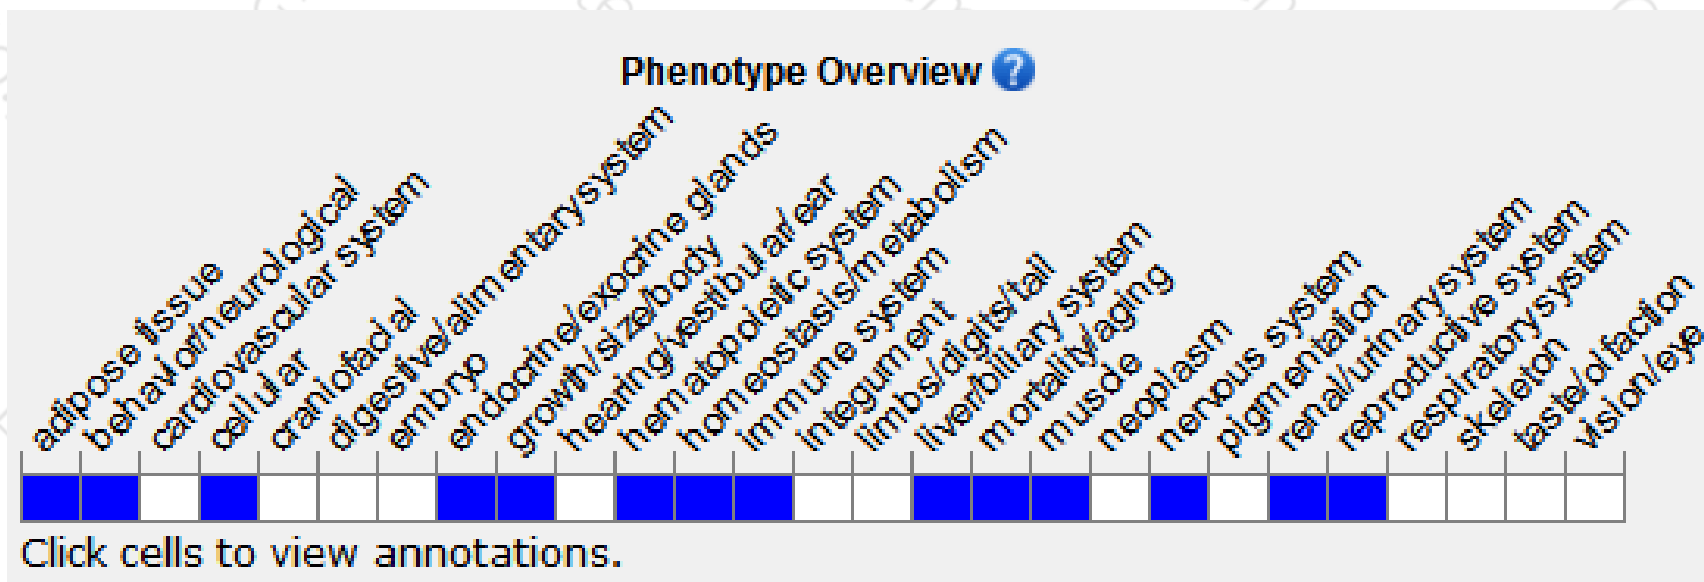 Phenotype Overview ?
adipose tissue
behavior/neurological
cardiovascular system
cellular
craniofacial
digestive/alimentary system
embryo
endocrine/exocrine glands
growth/size/body
hearing/vestibular/ear
hematopoietic system
homeostasis/metabolism
immune system
integument
limbs/digits/tail
liver/biliary system
mortality/aging
muscle
neoplasm
nervous system
pigmentation
renal/urinary system
reproductive system
respiratory system
skeleton
taste/olfaction
vision/eye
Click cells to view annotations.